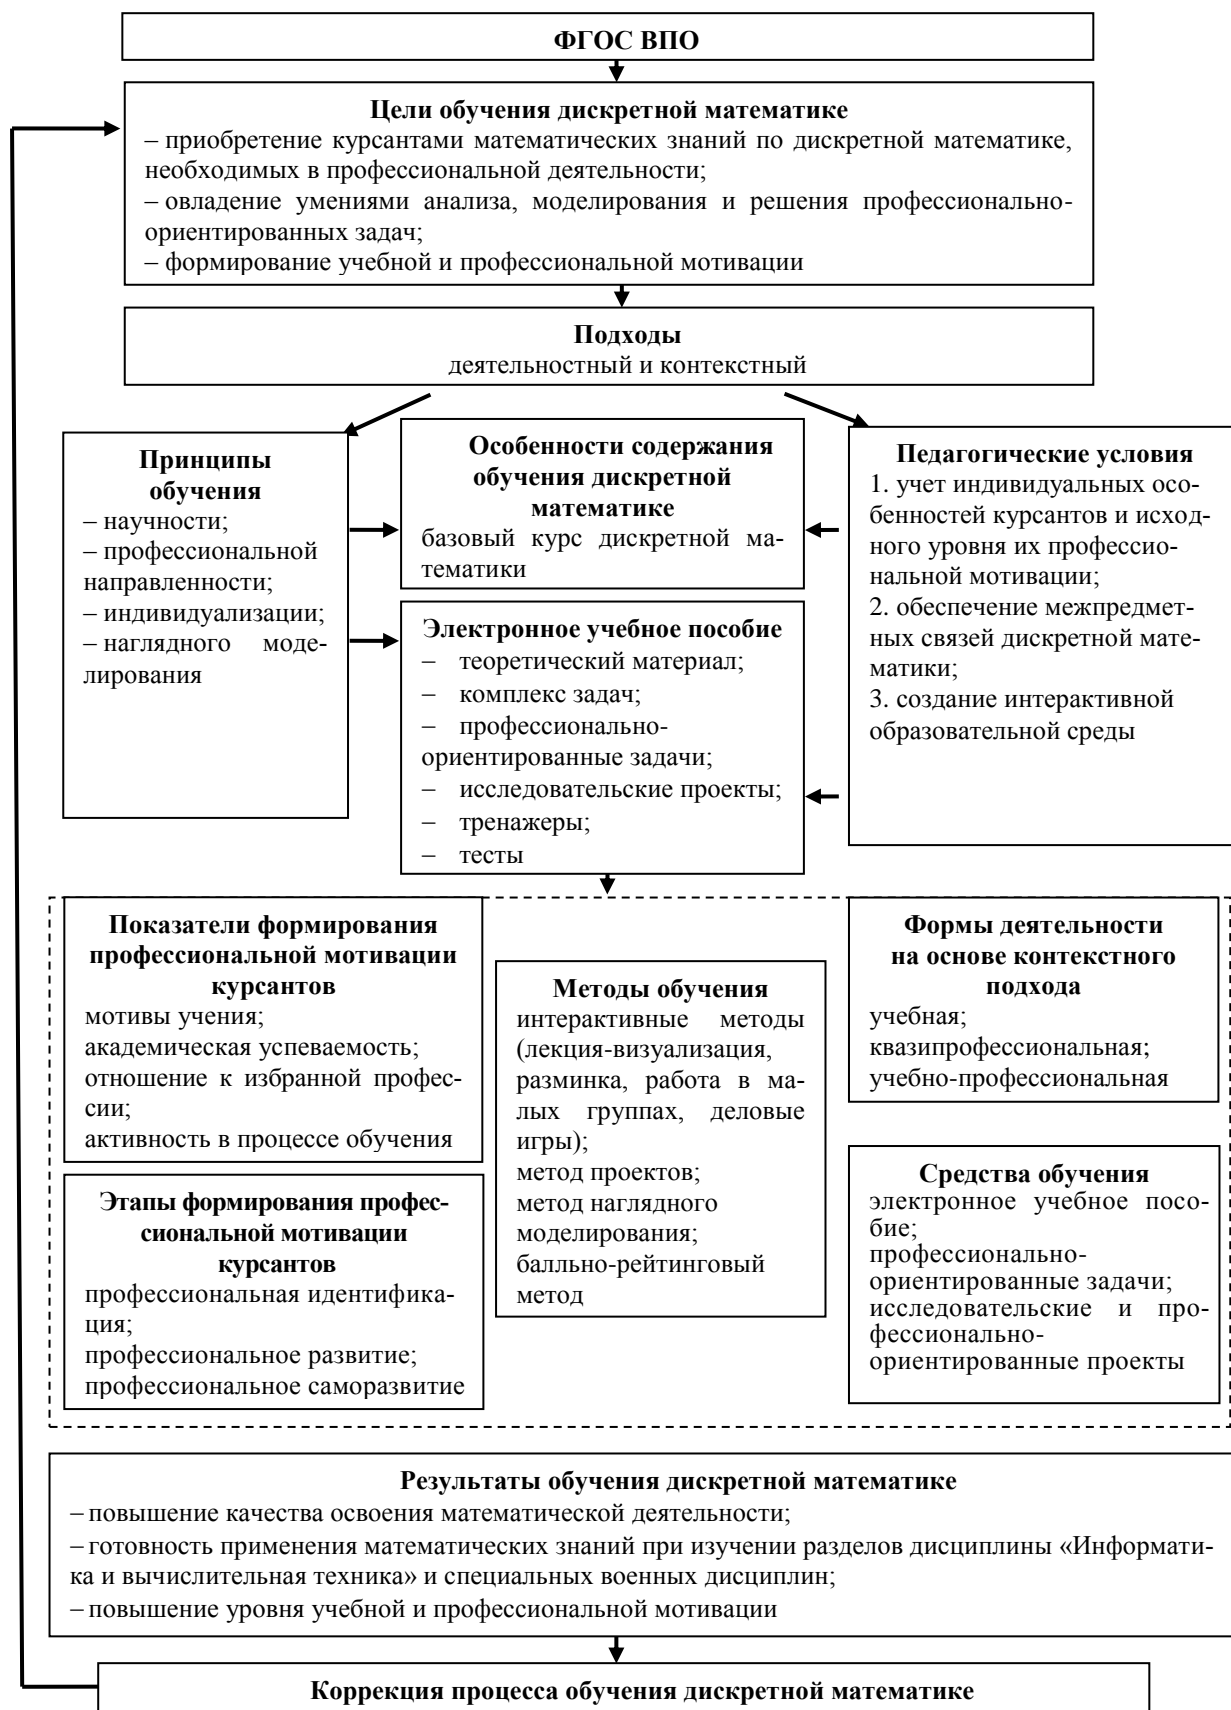 ФГОС ВПО
Цели обучения дискретной математике
– приобретение курсантами математических знаний по дискретной математике,
необходимых в профессиональной деятельности;
– овладение умениями анализа, моделирования и решения профессионально-
ориентированных задач;
– формирование учебной и профессиональной мотивации
Подходы
деятельностный и контекстный
Принципы
обучения
– научности;
– профессиональной
направленности;
– индивидуализации;
– наглядного моде-
лирования
Особенности содержания
обучения дискретной
математике
базовый курс дискретной ма-
тематики
Электронное учебное пособие
– теоретический материал;
– комплекс задач;
– профессионально-
ориентированные задачи;
– исследовательские проекты;
– тренажеры;
– тесты
Педагогические условия
1. учет индивидуальных осо-
бенностей курсантов и исход-
ного уровня их профессио-
нальной мотивации;
2. обеспечение межпредмет-
ных связей дискретной мате-
матики;
3. создание интерактивной
образовательной среды
Показатели формирования
профессиональной мотивации
курсантов
мотивы учения;
академическая успеваемость;
отношение к избранной профес-
сии;
активность в процессе обучения
Этапы формирования профес-
сиональной мотивации
курсантов
профессиональная идентифика-
ция;
профессиональное развитие;
профессиональное саморазвитие
Методы обучения
интерактивные методы
(лекция-визуализация,
разминка, работа в ма-
лых группах, деловые
игры);
метод проектов;
метод наглядного
моделирования;
балльно-рейтинговый
метод
Формы деятельности
на основе контекстного
подхода
учебная;
квазипрофессиональная;
учебно-профессиональная
Средства обучения
электронное учебное посо-
бие;
профессионально-
ориентированные задачи;
исследовательские и про-
фессионально-
ориентированные проекты
Результаты обучения дискретной математике
– повышение качества освоения математической деятельности;
– готовность применения математических знаний при изучении разделов дисциплины «Информати-
ка и вычислительная техника» и специальных военных дисциплин;
– повышение уровня учебной и профессиональной мотивации
Коррекция процесса обучения дискретной математике